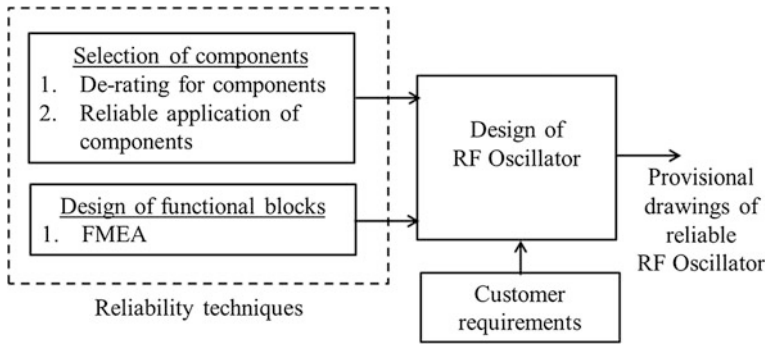 Selection of components
1. De-rating for components
2. Reliable application of
components
Design of functional blocks
1. FMEA
Reliability techniques
Design of
RF Oscillator
Customer
requirements
Provisional
drawings of
reliable
RF Oscillator